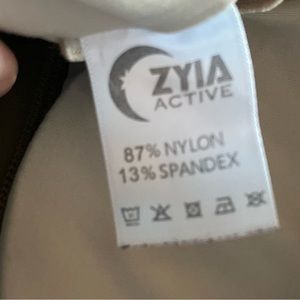 ZYIA
ACTIVE
87% NYLON
13% SPANDEX